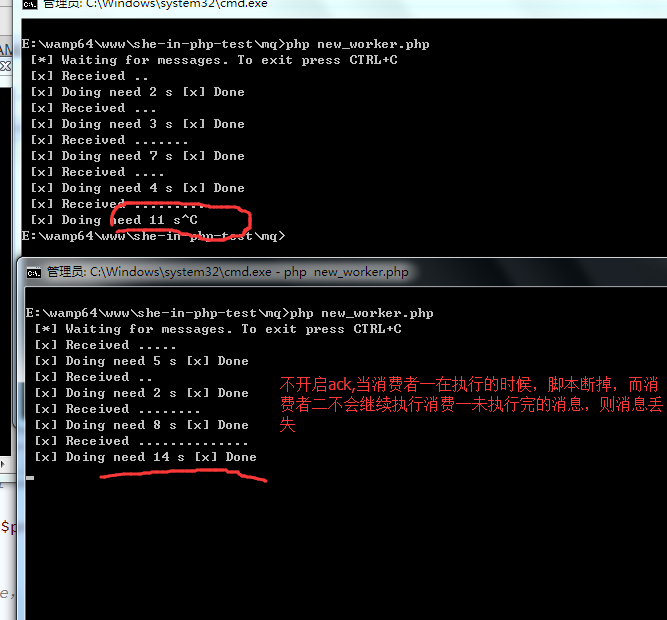 管理员: C:\Windows\system32\cmd.exe
E:\wamp64\www\she-in-php-test\mq>php new_worker.php
[*] Waiting for messages. To exit press CTRL+C
[x] Received ..
[x] Doing need 2 s [x] Done
[x] Received ...
[x] Doing need 3 s [x] Done
[x] Received .......
[x] Doing need 7 s [x] Done
[x] Received ....
[x] Doing need 4 s [x] Done
[x] Received ...........
[x] Doing need 11 s^C
E:\wamp64\www\she-in-php-test\mq>
管理员: C:\Windows\system32\cmd.exe - php new_worker.php
E:\wamp64\www\she-in-php-test\mq>php new_worker.php
[*] Waiting for messages. To exit press CTRL+C
[x] Received .....
[x] Doing need 5 s [x] Done
[x] Received ..
[x] Doing need 2 s [x] Done
[x] Received ........
[x] Doing need 8 s [x] Done
[x] Received ..............
[x] Doing need 14 s [x] Done
不开启ack,当消费者一在执行的时候，脚本断掉，而消
费者二不会继续执行消费一未执行完的消息，则消息丢
失
$p
e,